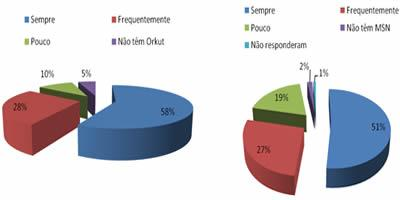 Sempre Frequentemente
Pouco Não têm Orkut
5%
10%
28%
58%
Sempre Frequentemente
Pouco Não têm MSN
Não responderam
2% 1%
19%
51%
27%